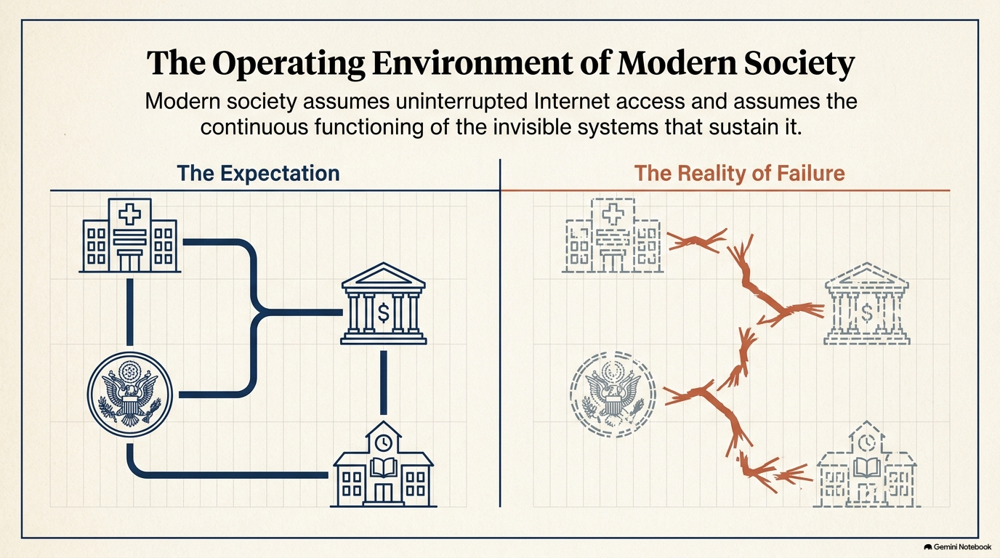 The Operating Environment of Modern Society
Modern society assumes uninterrupted Internet access and assumes the
continuous functioning of the invisible systems that sustain it.
The Expectation
The Reality of Failure
$
$
Gemini Notebook